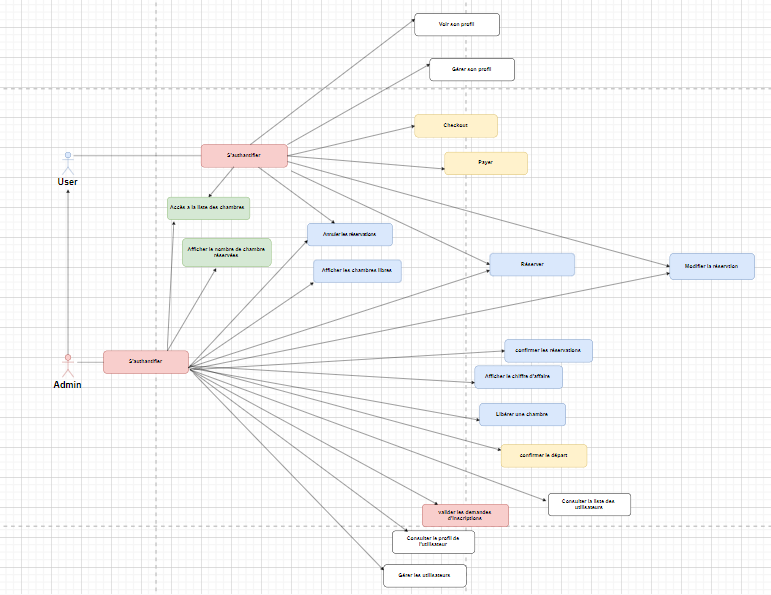 Voir son profil
Gérer son profil
Checkout
Payer
S'authantifier
User
Accès a la liste des chambres
Annuler les réservations
Afficher le nombre de chambre
réservées
Afficher les chambres libres
Réserver
Modifier la réservtion
confirmer les réservations
S'authantifier
Admin
Afficher le chiffre d'affaire
Libérer une chambre
confirmer le départ
Consulter la liste des
utilisateurs
valider les demandes
d'inscriptions
Consulter le profil de
l'utilisateur
Gérer les utilisateurs